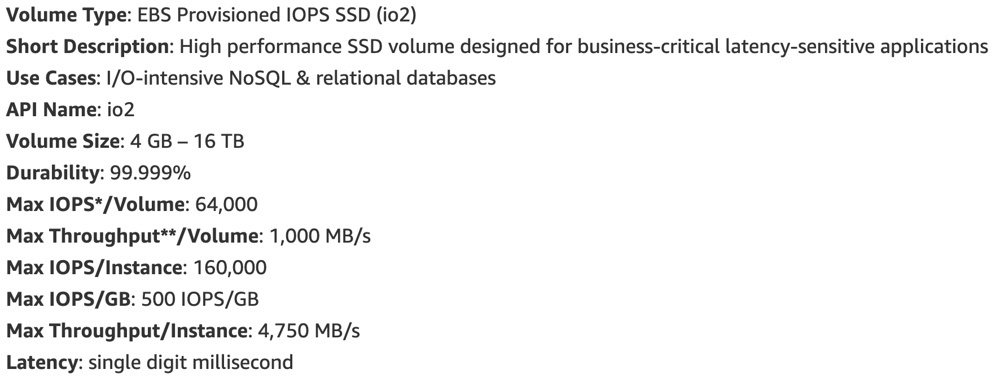 Volume Type: EBS Provisioned IOPS SSD (io2)
Short Description: High performance SSD volume designed for business-critical latency-sensitive applications
Use Cases: I/O-intensive NoSQL & relational databases
API Name: io2
Volume Size: 4 GB – 16 TB
Durability: 99.999%
Max IOPS*/Volume: 64,000
Max Throughput**/Volume: 1,000 MB/s
Max IOPS/Instance: 160,000
Max IOPS/GB: 500 IOPS/GB
Max Throughput/Instance: 4,750 MB/s
Latency: single digit millisecond